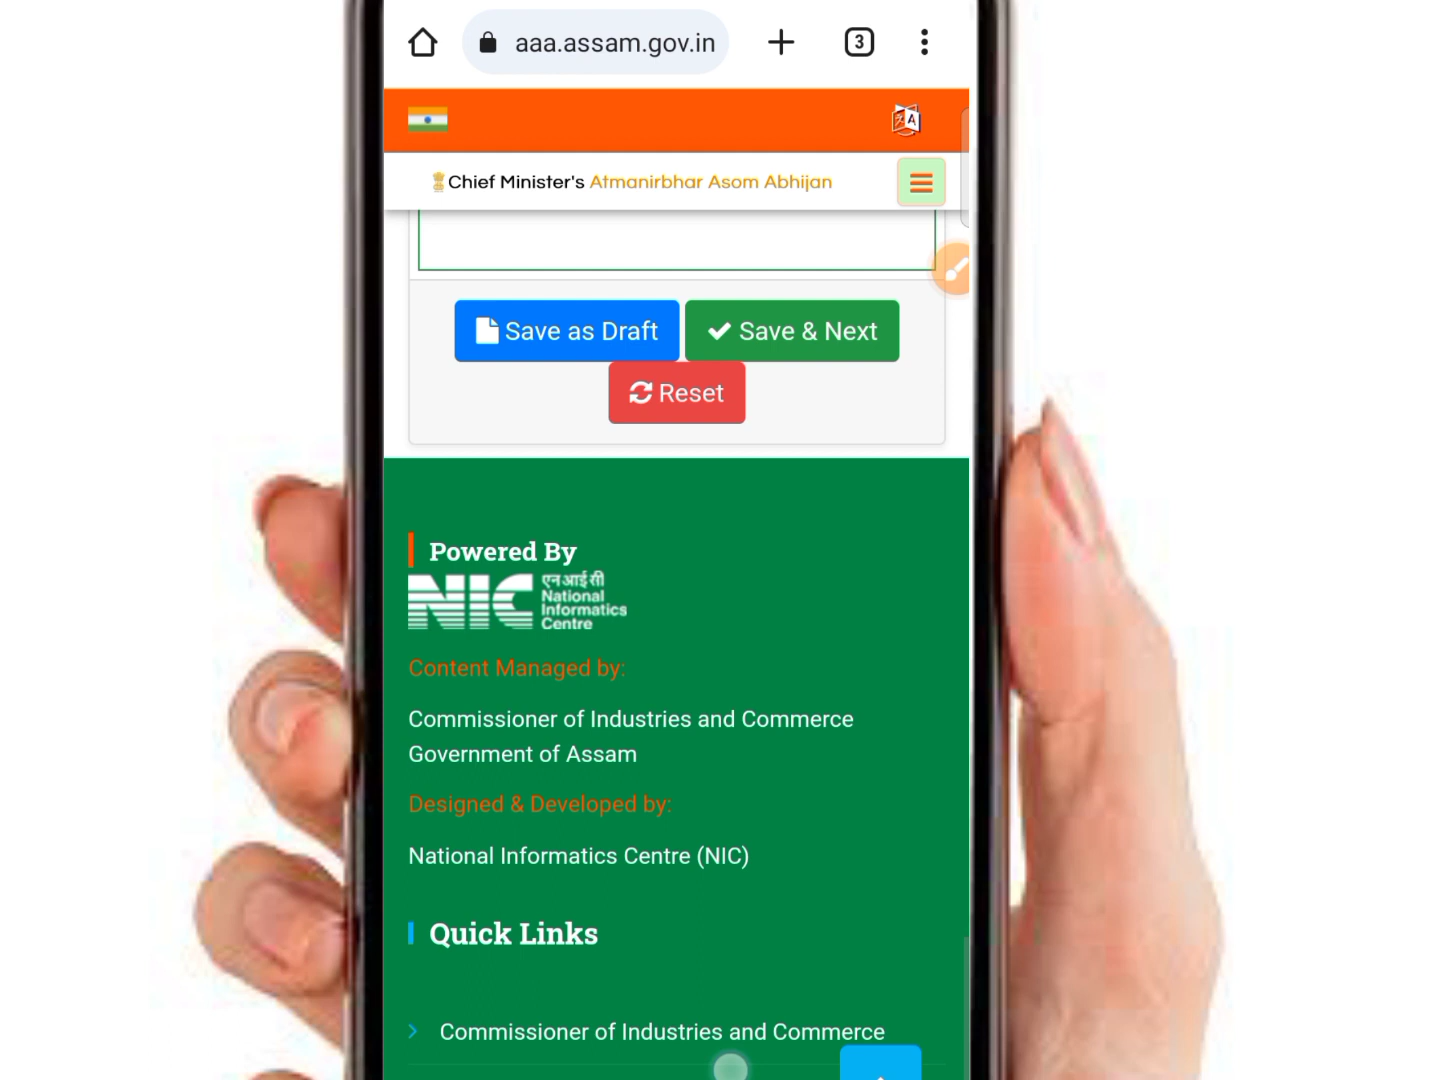 aaa.assam.gov.in
3
Chief Minister's Atmanirbhar Asom Abhijan
Save as Draft
Save & Next
Reset
Powered By
NIC
एन आई सी
National
Informatics
Centre
Content Managed by:
Commissioner of Industries and Commerce
Government of Assam
Designed & Developed by:
National Informatics Centre (NIC)
Quick Links
Commissioner of Industries and Commerce